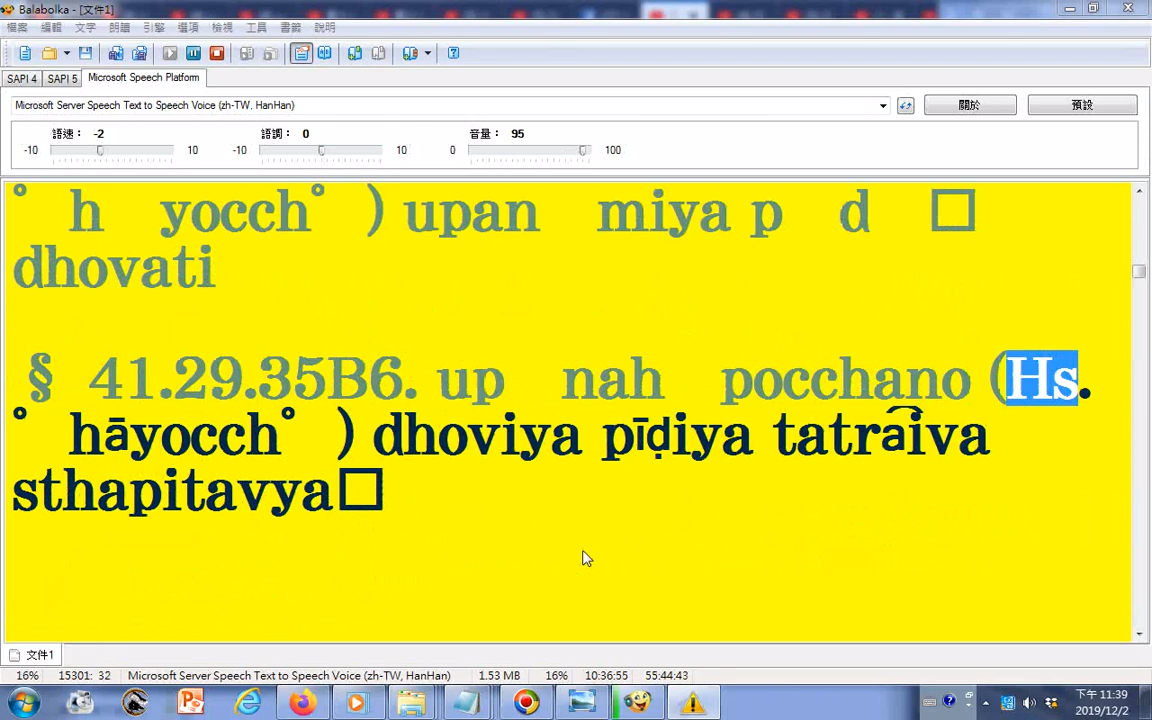 Balabolka - [文件1]
檔案 編輯 文字 朗讀 引擎 選項 檢視 工具 書籤 說明
SAPI 4 SAPI 5 Microsoft Speech Platform
Microsoft Server Speech Text to Speech Voice (zh-TW, HanHan) 關於 預設
語速： -2 語調： 0 音量： 95
-10 10 -10 10 0 100
° h yocch° ) upan miya p d □
dhovati
§ 41.29.35B6. up nah pocchano (Hs.
° hāyocch° ) dhoviya pīḍiya tatra͡iva
sthapitavya□
文件1
16% 15301: 32 Microsoft Server Speech Text to Speech Voice (zh-TW, HanHan) 1.53 MB 16% 10:36:55 55:44:43
下午 11:39
2019/12/2